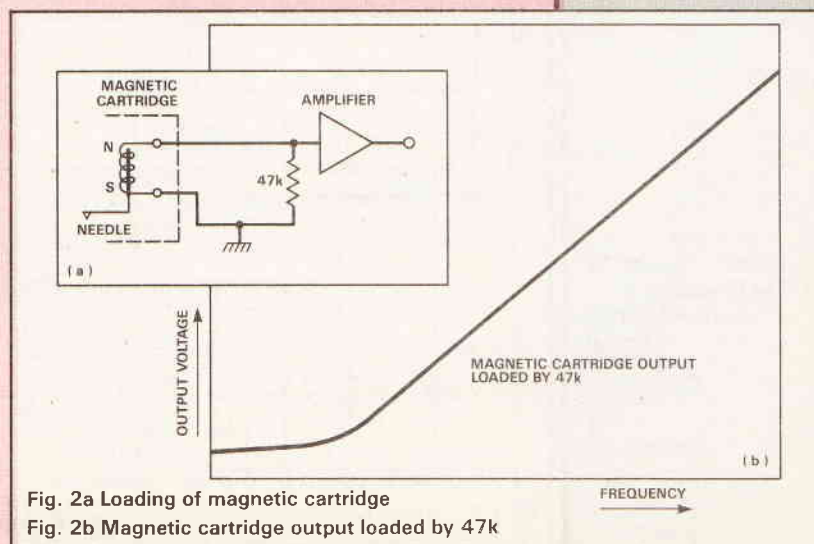 MAGNETIC
CARTRIDGE
AMPLIFIER
N
S
47k
NEEDLE
(a)
OUTPUT VOLTAGE
MAGNETIC CARTRIDGE OUTPUT
LOADED BY 47k
(b)
Fig. 2a Loading of magnetic cartridge
FREQUENCY
Fig. 2b Magnetic cartridge output loaded by 47k